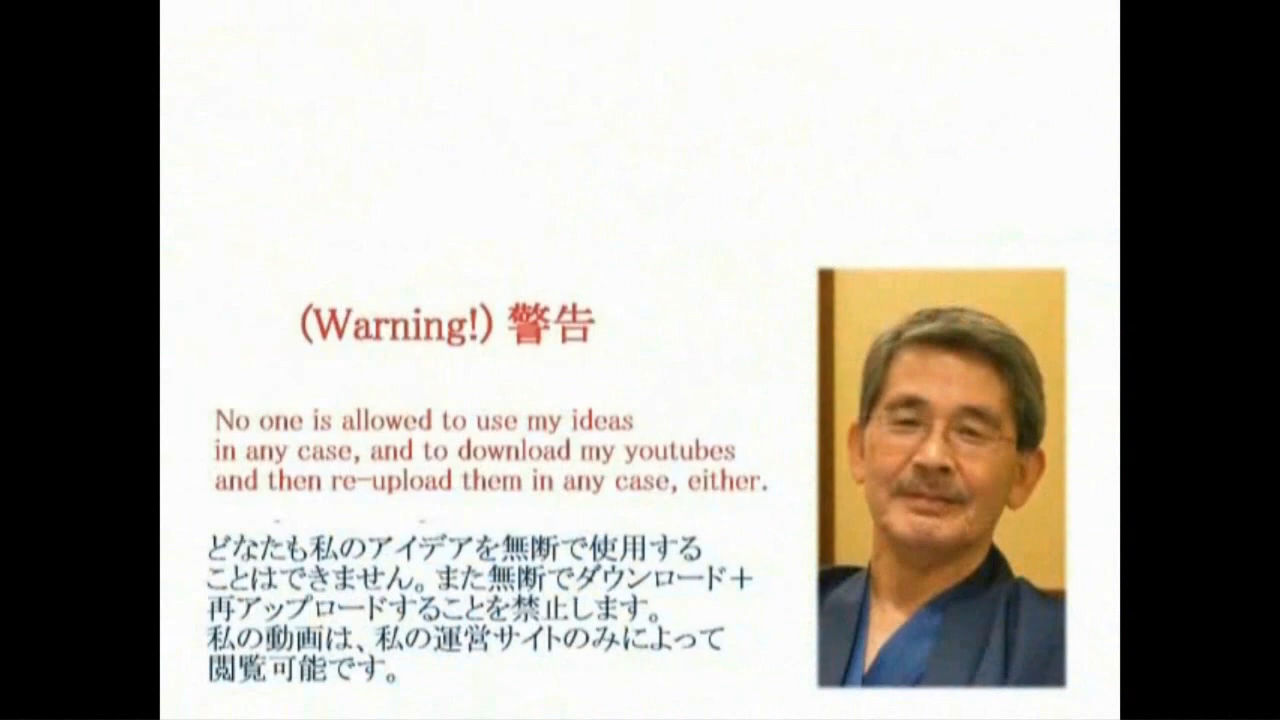 (Warning!) 警告
No one is allowed to use my ideas
in any case, and to download my youtubes
and then re-upload them in any case, either.
どなたも私のアイデアを無断で使用する
ことはできません。また無断でダウンロード＋
再アップロードすることを禁止します。
私の動画は、私の運営サイトのみによって
閲覧可能です。